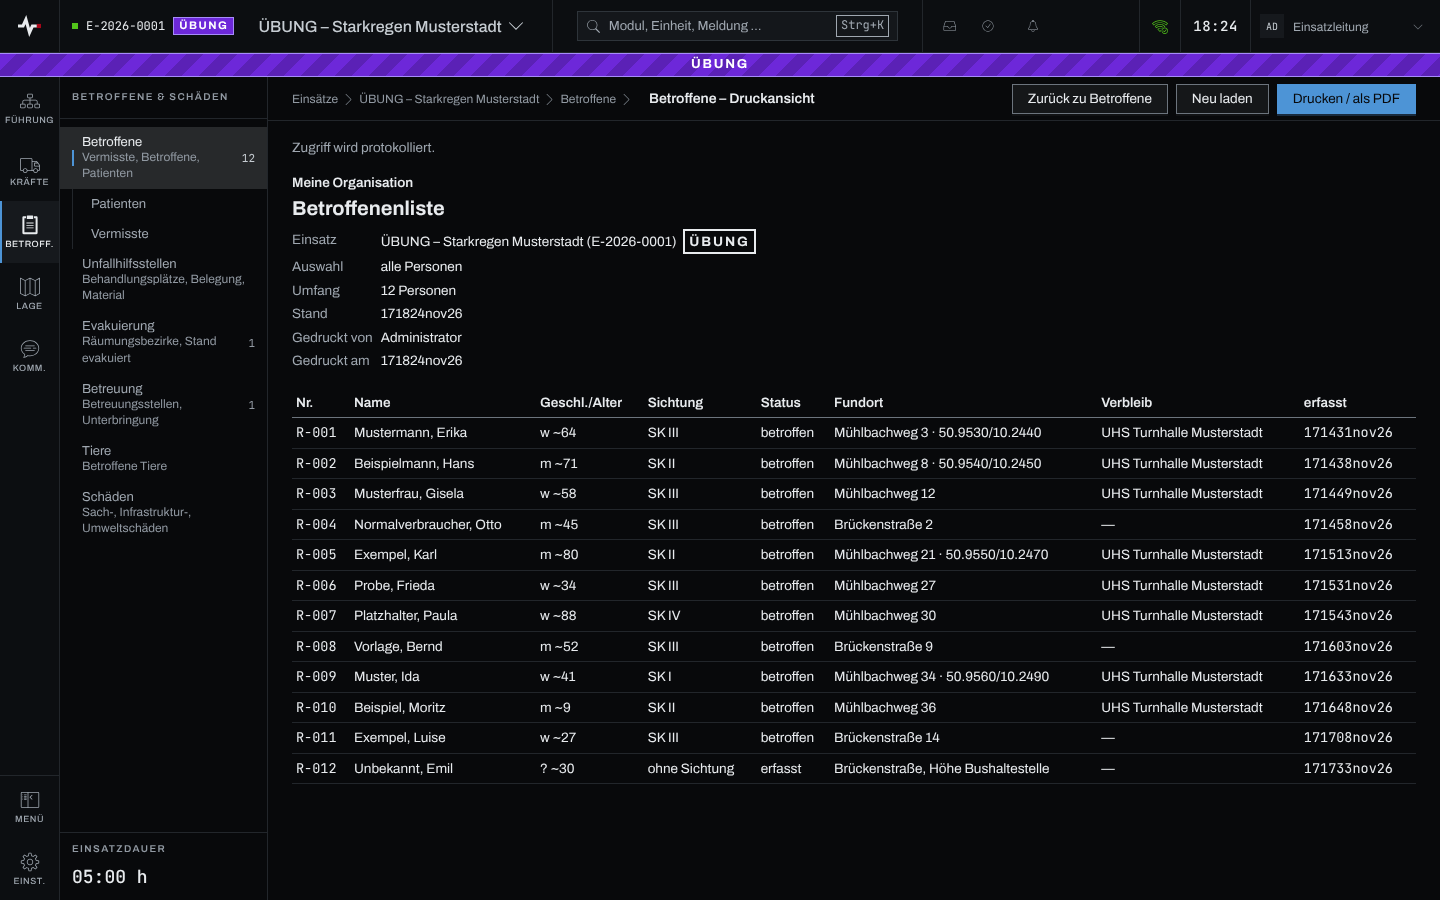 E-2026-0001 ÜBUNG ÜBUNG – Starkregen Musterstadt Modul, Einheit, Meldung ... Strg+K 18:24 AD Einsatzleitung
ÜBUNG
FÜHRUNG
KRÄFTE
BETROFF.
LAGE
KOMM.
MENÜ
EINST.
BETROFFENE & SCHÄDEN
Betroffene
Vermisste, Betroffene, 12
Patienten
Patienten
Vermisste
Unfallhilfsstellen
Behandlungsplätze, Belegung,
Material
Evakuierung
Räumungsbezirke, Stand 1
evakuiert
Betreuung
Betreuungsstellen, 1
Unterbringung
Tiere
Betroffene Tiere
Schäden
Sach-, Infrastruktur-,
Umweltschäden
EINSATZDAUER
05:00 h
Einsätze ÜBUNG – Starkregen Musterstadt Betroffene Betroffene – Druckansicht Zurück zu Betroffene Neu laden Drucken / als PDF
Zugriff wird protokolliert.
Meine Organisation
Betroffenenliste
Einsatz ÜBUNG – Starkregen Musterstadt (E-2026-0001) ÜBUNG
Auswahl alle Personen
Umfang 12 Personen
Stand 171824nov26
Gedruckt von Administrator
Gedruckt am 171824nov26
Nr. Name Geschl./Alter Sichtung Status Fundort Verbleib erfasst
R-001 Mustermann, Erika w ~64 SK III betroffen Mühlbachweg 3 · 50.9530/10.2440 UHS Turnhalle Musterstadt 171431nov26
R-002 Beispielmann, Hans m ~71 SK II betroffen Mühlbachweg 8 · 50.9540/10.2450 UHS Turnhalle Musterstadt 171438nov26
R-003 Musterfrau, Gisela w ~58 SK III betroffen Mühlbachweg 12 UHS Turnhalle Musterstadt 171449nov26
R-004 Normalverbraucher, Otto m ~45 SK III betroffen Brückenstraße 2 — 171458nov26
R-005 Exempel, Karl m ~80 SK II betroffen Mühlbachweg 21 · 50.9550/10.2470 UHS Turnhalle Musterstadt 171513nov26
R-006 Probe, Frieda w ~34 SK III betroffen Mühlbachweg 27 UHS Turnhalle Musterstadt 171531nov26
R-007 Platzhalter, Paula w ~88 SK IV betroffen Mühlbachweg 30 UHS Turnhalle Musterstadt 171543nov26
R-008 Vorlage, Bernd m ~52 SK III betroffen Brückenstraße 9 — 171603nov26
R-009 Muster, Ida w ~41 SK I betroffen Mühlbachweg 34 · 50.9560/10.2490 UHS Turnhalle Musterstadt 171633nov26
R-010 Beispiel, Moritz m ~9 SK II betroffen Mühlbachweg 36 UHS Turnhalle Musterstadt 171648nov26
R-011 Exempel, Luise w ~27 SK III betroffen Brückenstraße 14 — 171708nov26
R-012 Unbekannt, Emil ? ~30 ohne Sichtung erfasst Brückenstraße, Höhe Bushaltestelle — 171733nov26